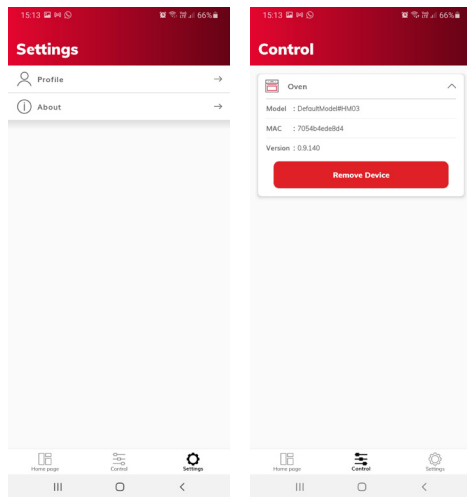 15:13 66%
Settings
Profile
About
Home page Control Settings
15:13 66%
Control
Oven
Model : DefaultModel#HM03
MAC : 7054b4ede8d4
Version : 0.9.140
Remove Device
Home page Control Settings